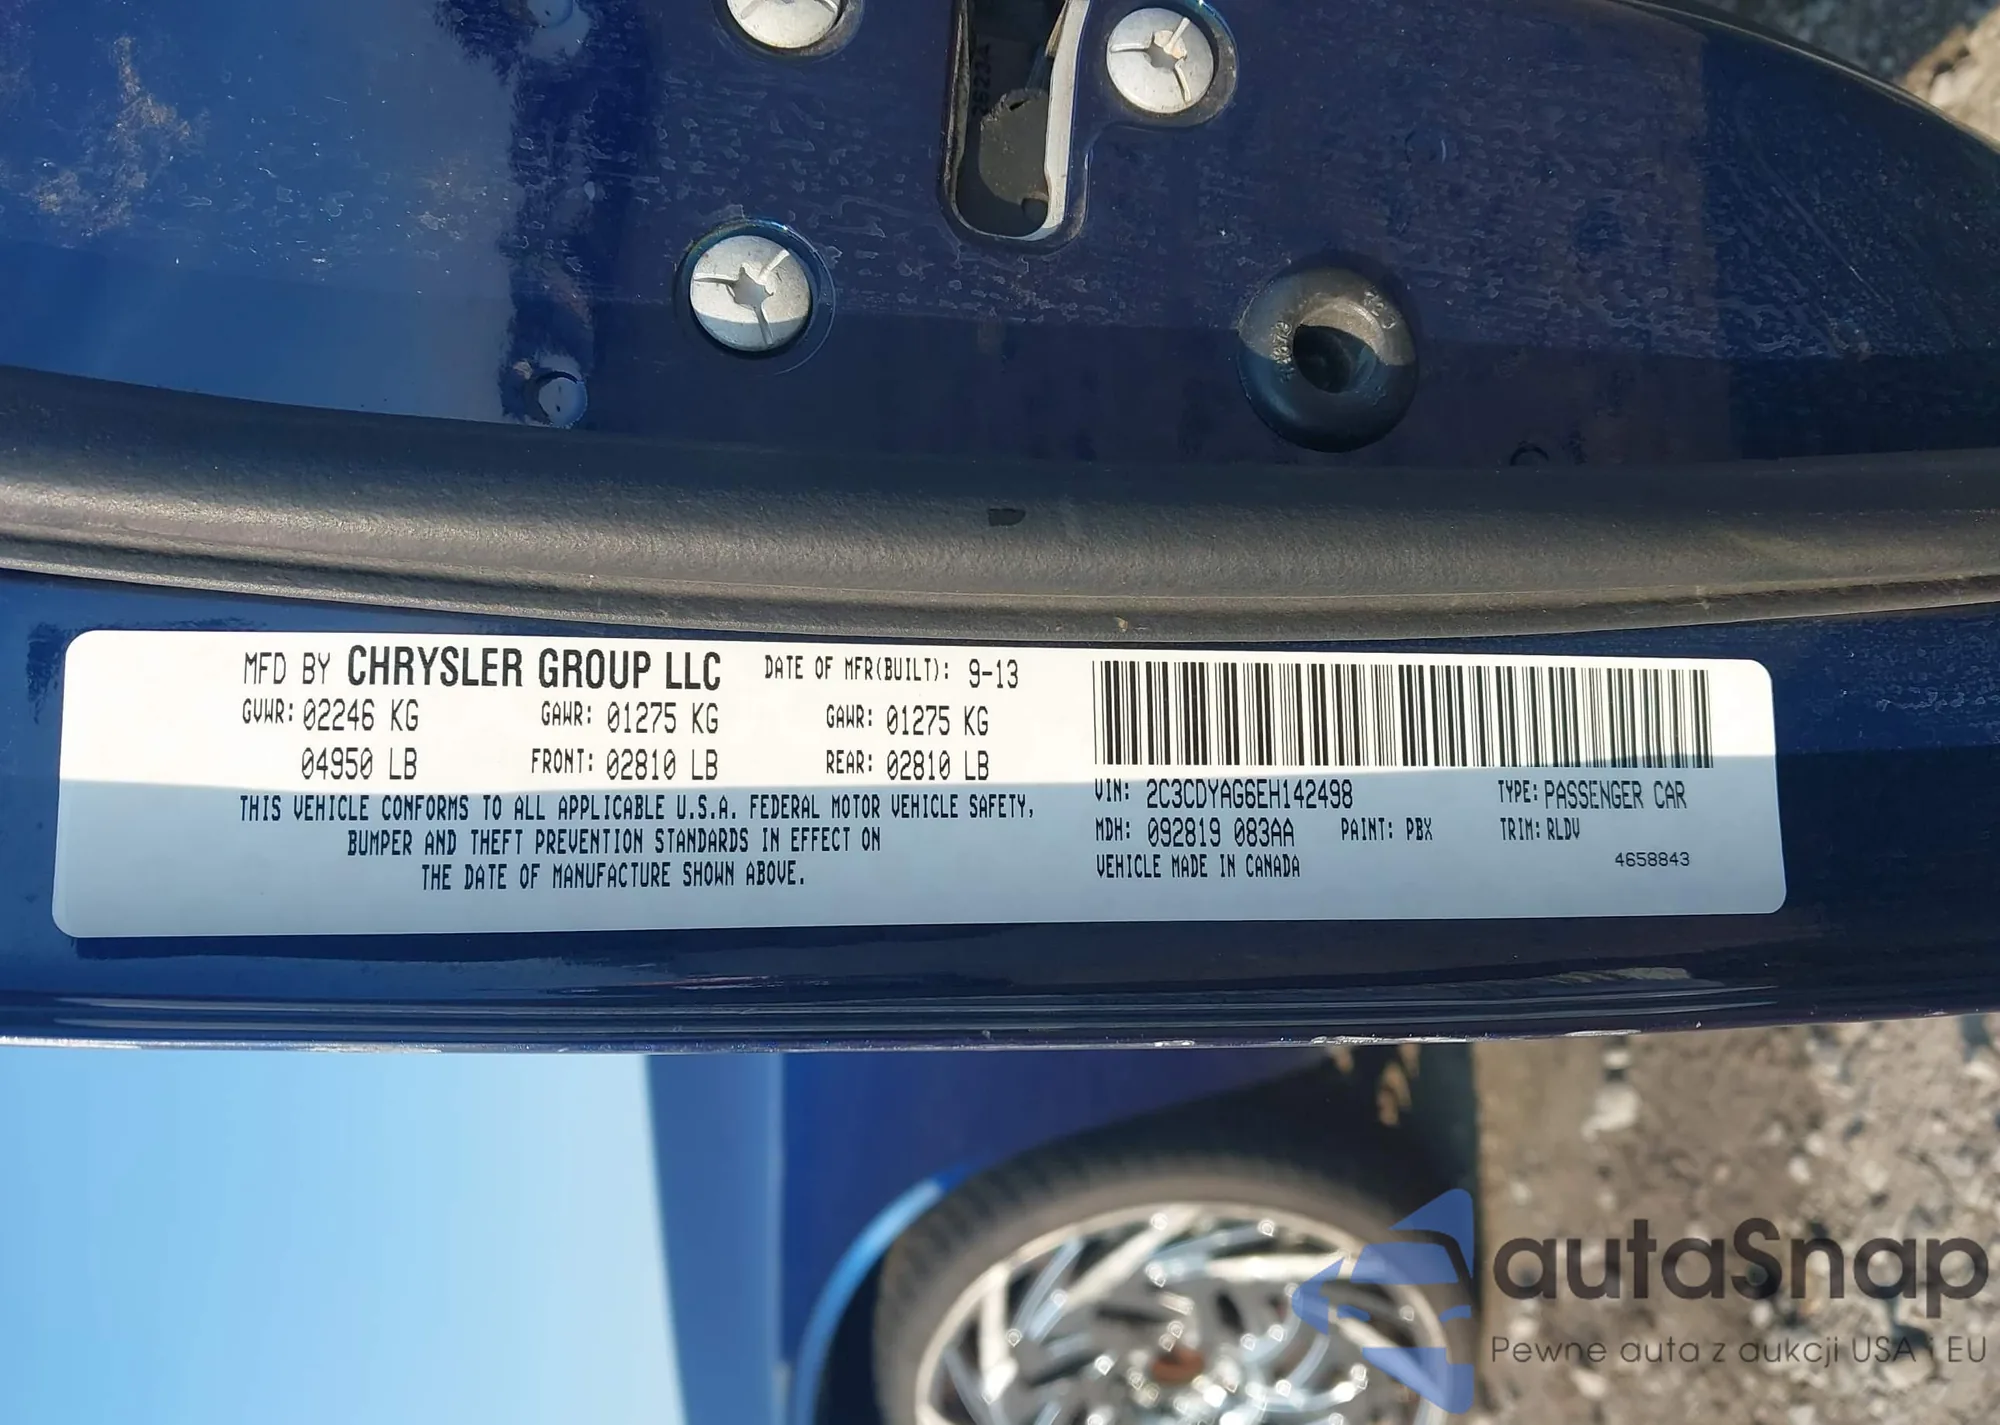 MFD BY CHRYSLER GROUP LLC DATE OF MFR(BUILT): 9-13
GVWR: 02246 KG GAWR: 01275 KG GAWR: 01275 KG
04950 LB FRONT: 02810 LB REAR: 02810 LB
THIS VEHICLE CONFORMS TO ALL APPLICABLE U.S.A. FEDERAL MOTOR VEHICLE SAFETY,
BUMPER AND THEFT PREVENTION STANDARDS IN EFFECT ON
THE DATE OF MANUFACTURE SHOWN ABOVE.
VIN: 2C3CDYAG6EH142498 TYPE: PASSENGER CAR
MDH: 092819 083AA PAINT: PBX TRIM: RLDV
VEHICLE MADE IN CANADA 4658843
autoSnap
Pewne auta z aukcji USA i EU